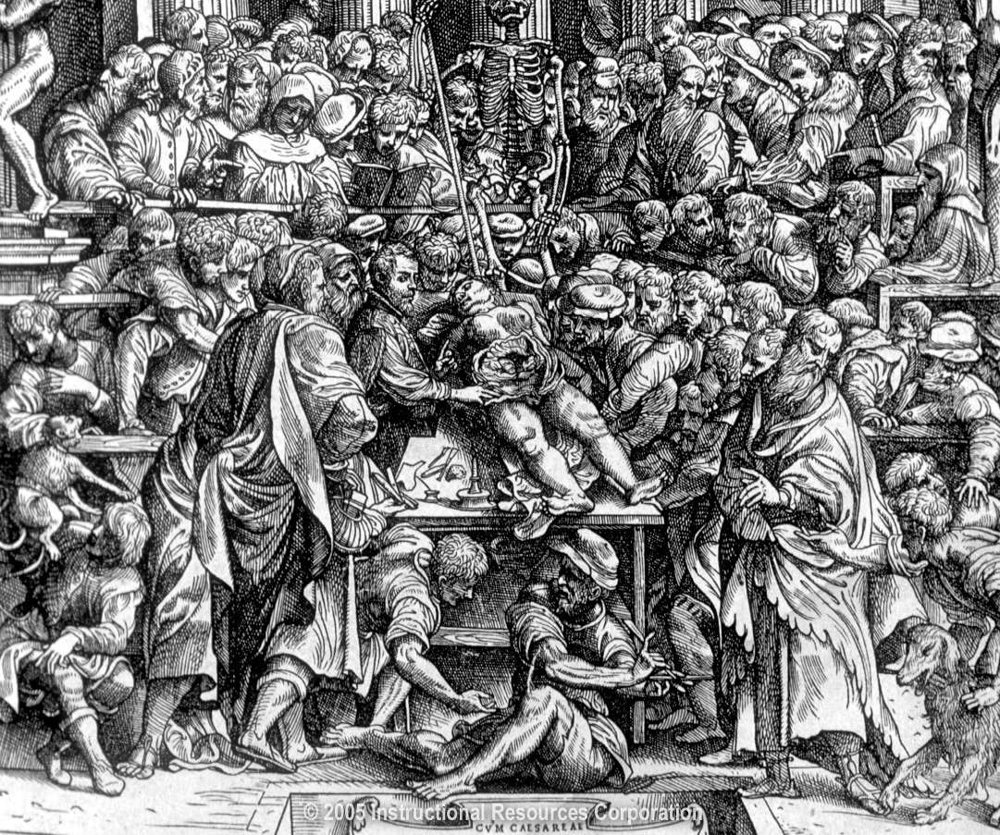 © 2005 Instructional Resources Corporation
CVM CAESAREAE